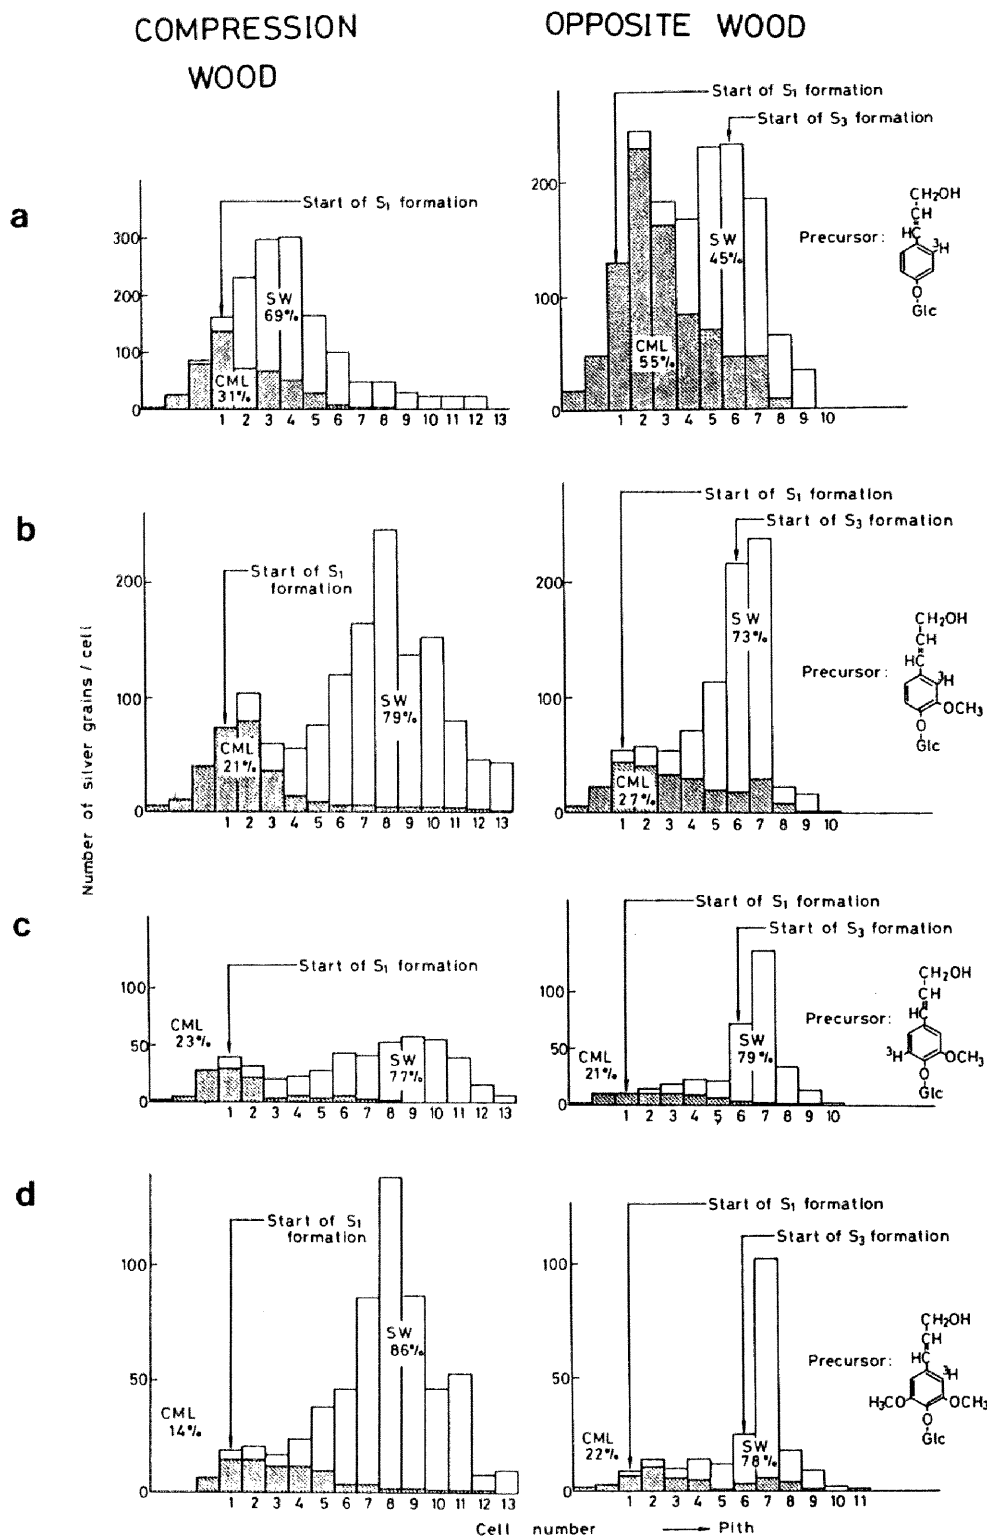 COMPRESSION
WOOD
OPPOSITE WOOD
a
Start of S1 formation
300
200
100
0
SW
69%
CML
31%
1 2 3 4 5 6 7 8 9 10 11 12 13
Start of S1 formation
Start of S3 formation
200
100
0
SW
45%
CML
55%
1 2 3 4 5 6 7 8 9 10
Precursor:
CH2OH
CH
HC
3H
O
Glc
b
Number of silver grains / cell
Start of S1
formation
200
100
0
SW
79%
CML
21%
1 2 3 4 5 6 7 8 9 10 11 12 13
Start of S1 formation
Start of S3 formation
200
100
0
SW
73%
CML
27%
1 2 3 4 5 6 7 8 9 10
Precursor:
CH2OH
CH
HC
3H
OCH3
O
Glc
c
Start of S1 formation
100
50
0
CML
23%
SW
77%
1 2 3 4 5 6 7 8 9 10 11 12 13
Start of S1 formation
Start of S3 formation
100
50
0
CML
21%
SW
79%
1 2 3 4 5 6 7 8 9 10
Precursor:
CH2OH
CH
HC
3H
OCH3
O
Glc
d
Start of S1
formation
100
50
0
CML
14%
SW
86%
1 2 3 4 5 6 7 8 9 10 11 12 13
Start of S1 formation
Start of S3 formation
100
50
0
CML
22%
SW
78%
1 2 3 4 5 6 7 8 9 10 11
Precursor:
CH2OH
CH
HC
3H
CH3O
OCH3
O
Glc
Cell number → Pith